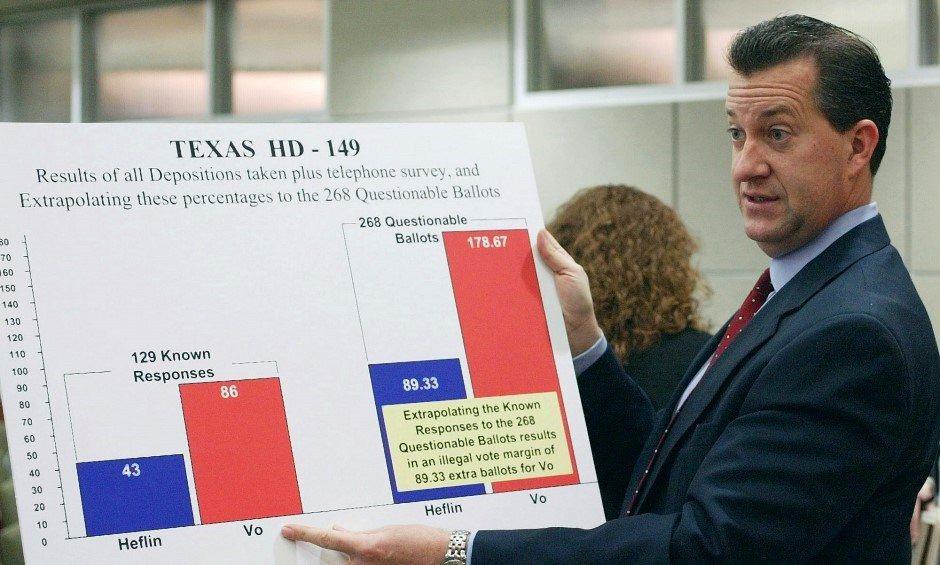 TEXAS HD - 149
Results of all Depositions taken plus telephone survey, and
Extrapolating these percentages to the 268 Questionable Ballots
268 Questionable
Ballots
178.67
80
70
160
150
140
130
120
110
100
90
80
70
60
50
40
30
20
10
0
129 Known
Responses
86
43
89.33
Extrapolating the Known
Responses to the 268
Questionable Ballots results
in an illegal vote margin of
89.33 extra ballots for Vo
Heflin
Vo
Heflin
Vo